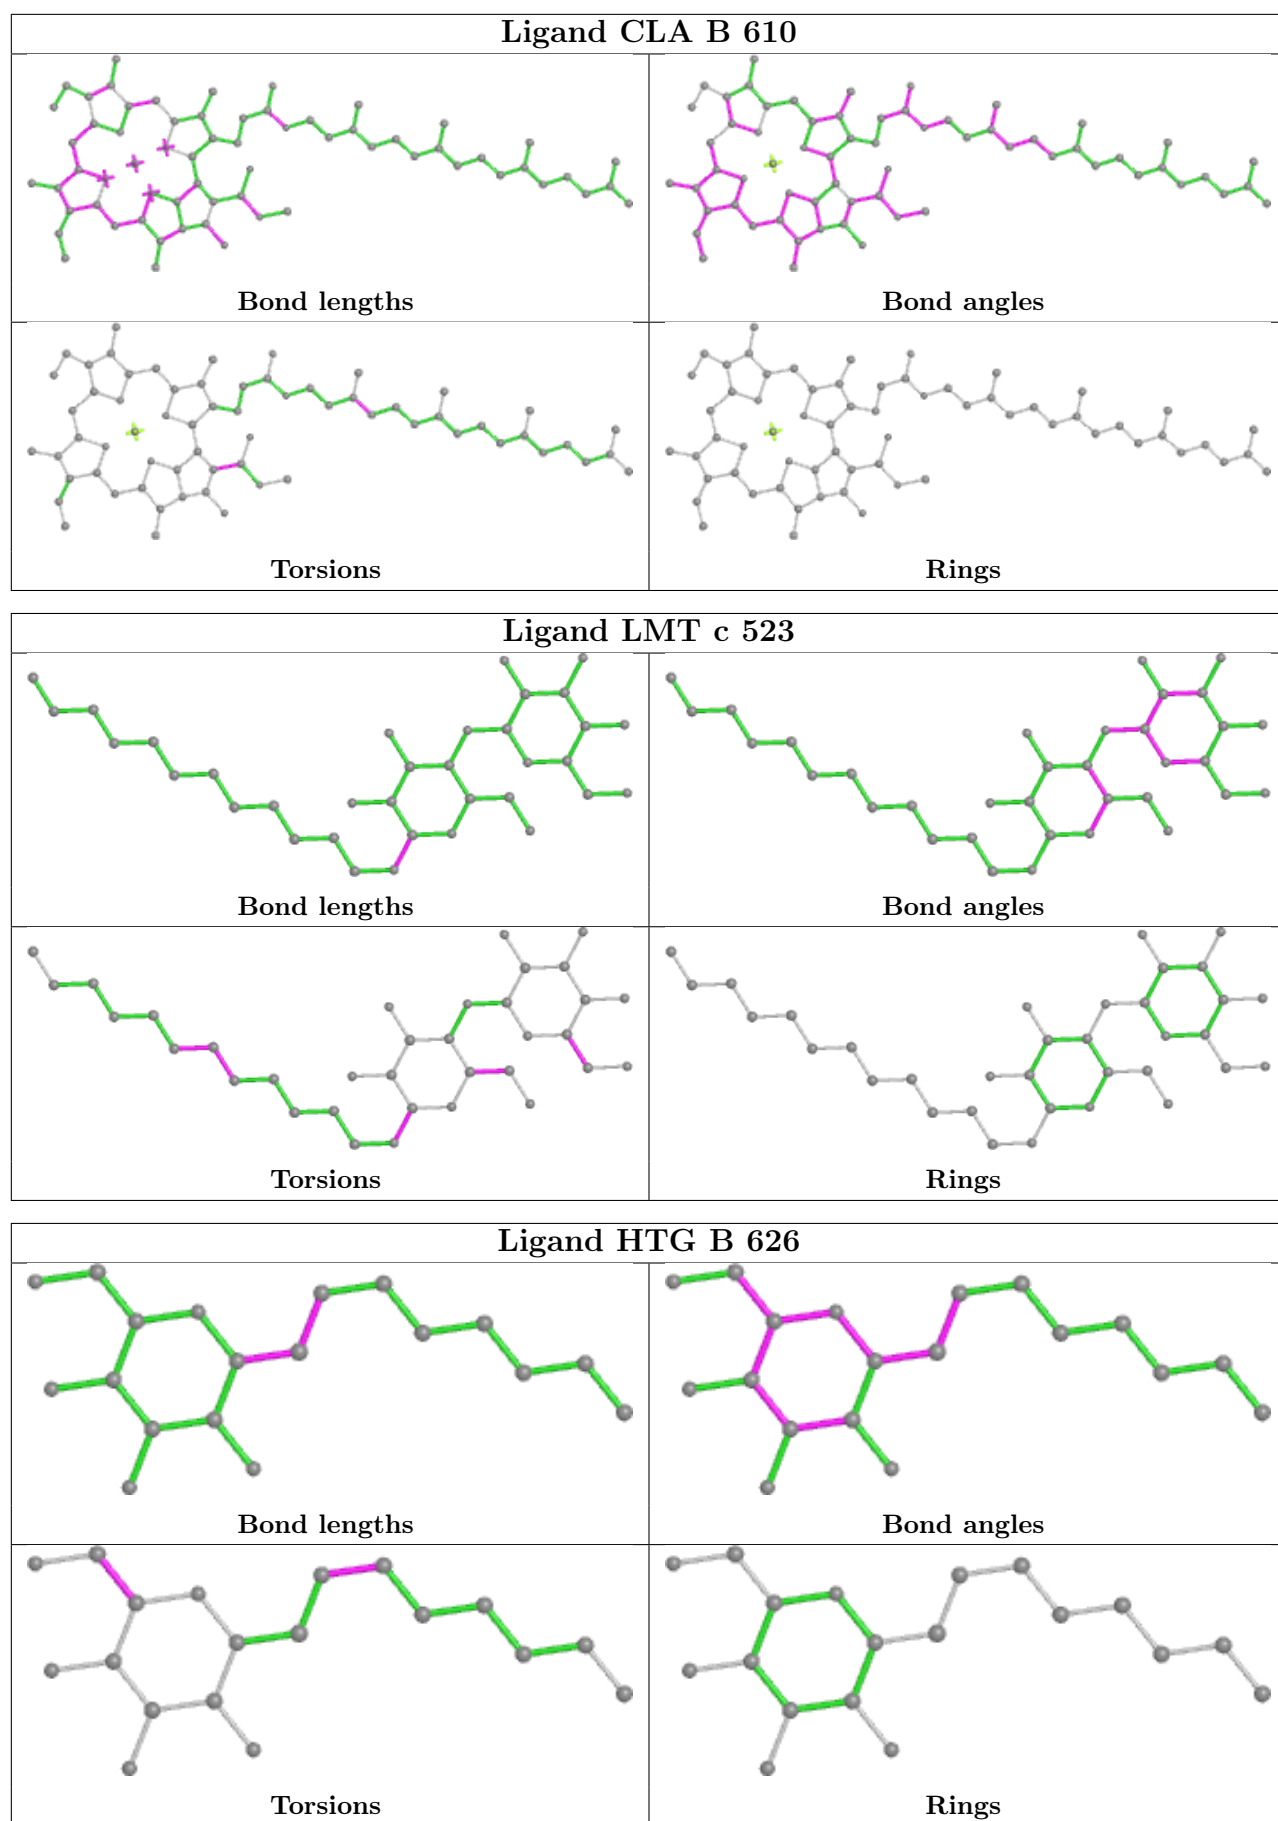 Ligand CLA B 610
Bond lengths
Bond angles
Torsions
Rings
Ligand LMT c 523
Bond lengths
Bond angles
Torsions
Rings
Ligand HTG B 626
Bond lengths
Bond angles
Torsions
Rings